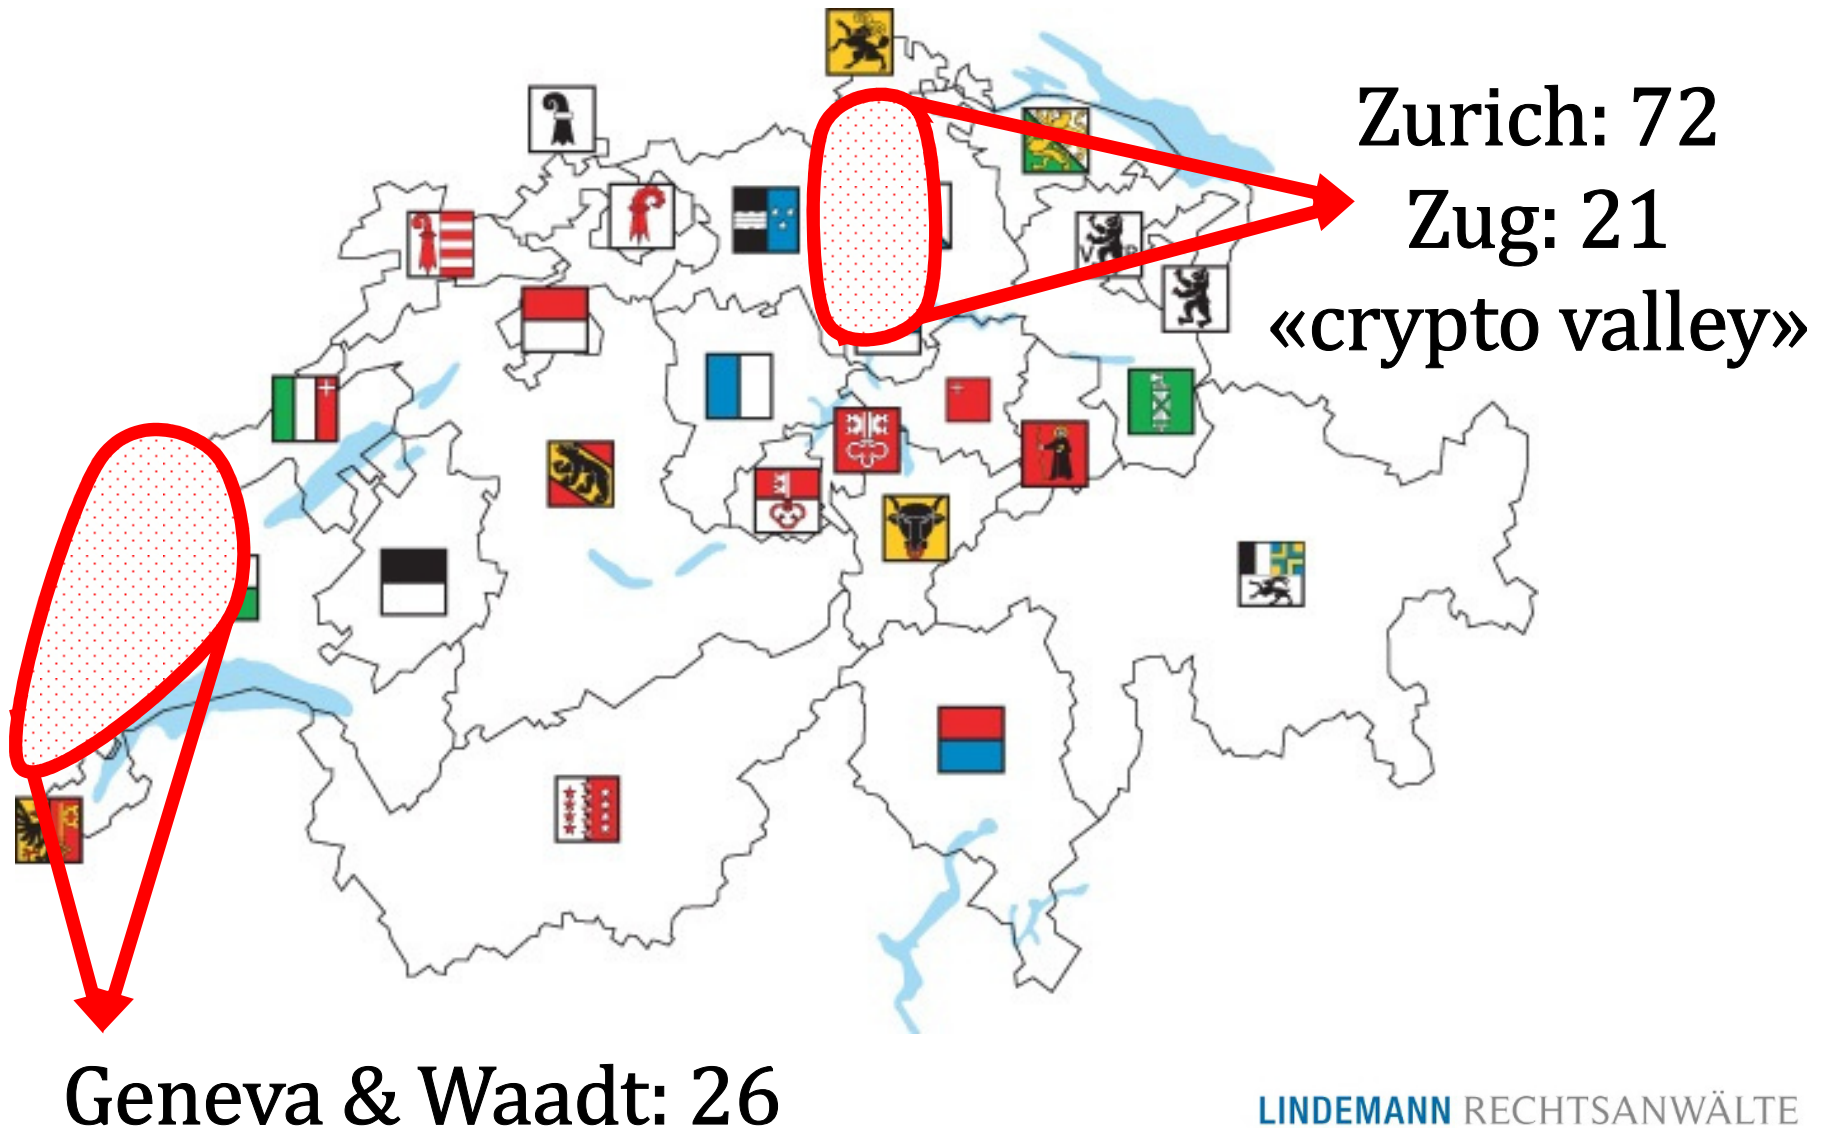 Zurich: 72
Zug: 21
«crypto valley»
V R
Geneva & Waadt: 26
LINDEMANN RECHTSANWÄLTE